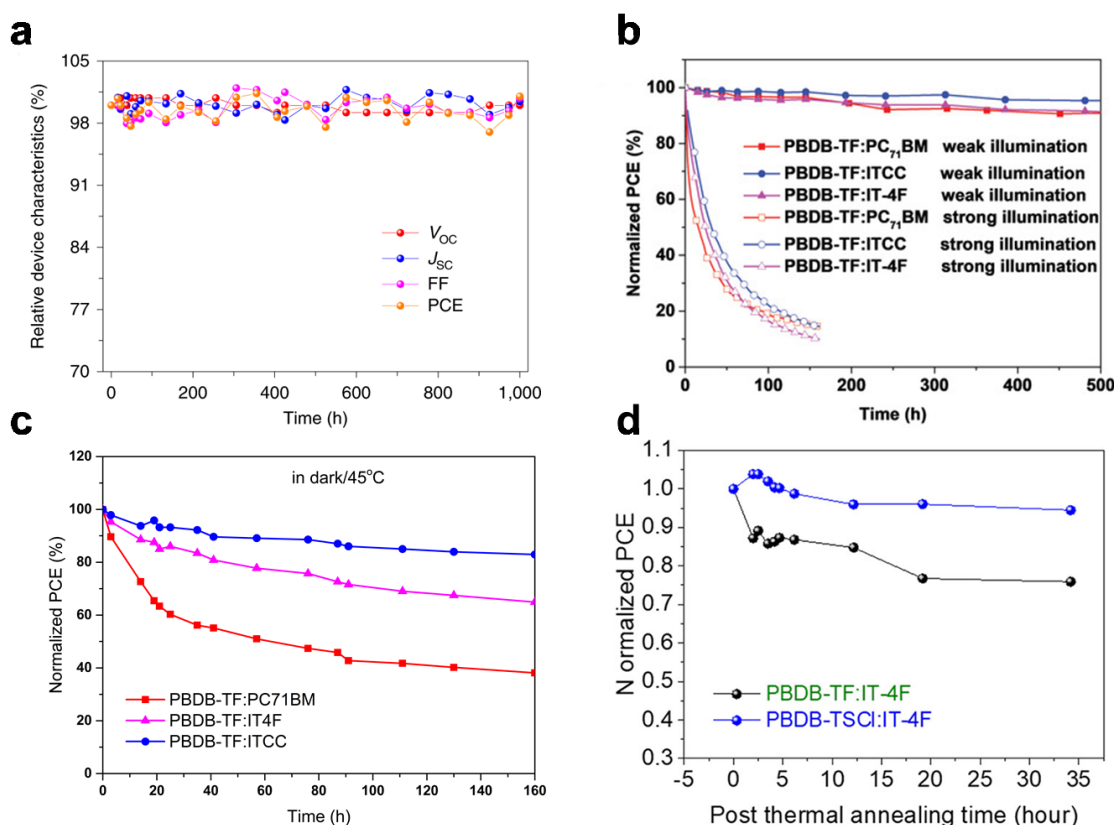 a
105
98
91
84
77
70
Relative device characteristics (%)
V_OC
J_SC
FF
PCE
0 200 400 600 800 1,000
Time (h)
b
100
80
60
40
20
0
Normalized PCE (%)
PBDB-TF:PC₇₁BM weak illumination
PBDB-TF:ITCC weak illumination
PBDB-TF:IT-4F weak illumination
PBDB-TF:PC₇₁BM strong illumination
PBDB-TF:ITCC strong illumination
PBDB-TF:IT-4F strong illumination
0 100 200 300 400 500
Time (h)
c
120
100
80
60
40
20
0
Normalized PCE (%)
in dark/45°C
PBDB-TF:PC71BM
PBDB-TF:IT4F
PBDB-TF:ITCC
0 20 40 60 80 100 120 140 160
Time (h)
d
1.1
1.0
0.9
0.8
0.7
0.6
0.5
0.4
0.3
N ormalized PCE
PBDB-TF:IT-4F
PBDB-TSCl:IT-4F
-5 0 5 10 15 20 25 30 35
Post thermal annealing time (hour)